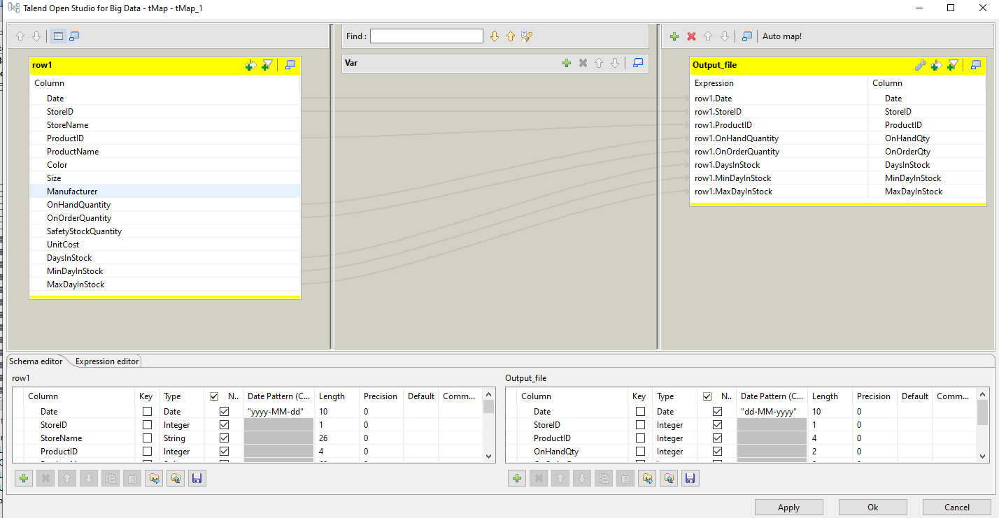 Talend Open Studio for Big Data - tMap - tMap_1
Find :
Auto map!
row1
Column
Date
StoreID
StoreName
ProductID
ProductName
Color
Size
Manufacturer
OnHandQuantity
OnOrderQuantity
SafetyStockQuantity
UnitCost
DaysInStock
MinDayInStock
MaxDayInStock
Var
Output_file
Expression Column
row1.Date Date
row1.StoreID StoreID
row1.ProductID ProductID
row1.OnHandQuantity OnHandQty
row1.OnOrderQuantity OnOrderQty
row1.DaysInStock DaysInStock
row1.MinDayInStock MinDayInStock
row1.MaxDayInStock MaxDayInStock
Schema editor Expression editor
row1
Column Key Type N.. Date Pattern (C... Length Precision Default Comm...
Date Date "yyyy-MM-dd" 10 0
StoreID Integer 1 0
StoreName String 26 0
ProductID Integer 4 0
Output_file
Column Key Type N.. Date Pattern (C... Length Precision Default Comm...
Date Date "dd-MM-yyyy" 10 0
StoreID Integer 1 0
ProductID Integer 4 0
OnHandQty Integer 2 0
Apply Ok Cancel